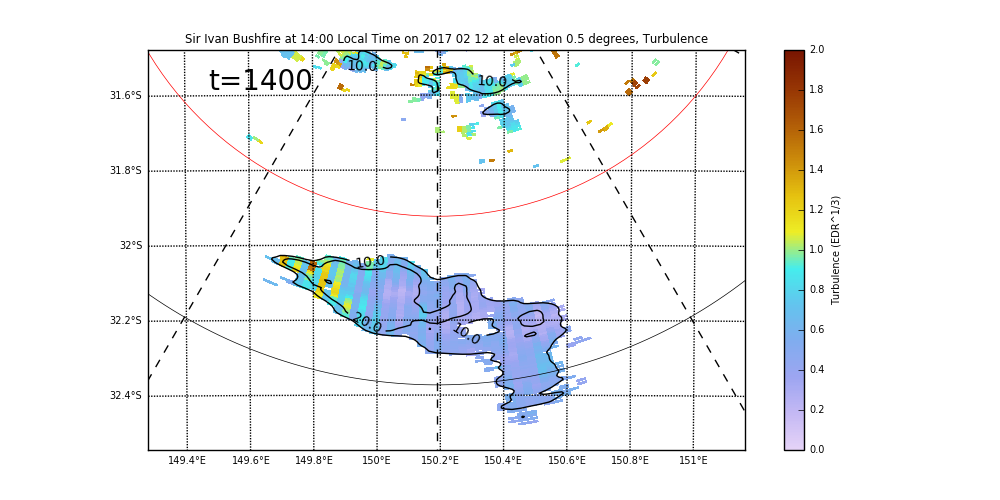 Sir Ivan Bushfire at 14:00 Local Time on 2017 02 12 at elevation 0.5 degrees, Turbulence
t=1400
10.0
10.0
31.6°S
31.8°S
32°S
32.2°S
32.4°S
10.0
20.0
10.0
149.4°E 149.6°E 149.8°E 150°E 150.2°E 150.4°E 150.6°E 150.8°E 151°E
2.0
1.8
1.6
1.4
1.2
1.0
0.8
0.6
0.4
0.2
0.0
Turbulence (EDR^1/3)